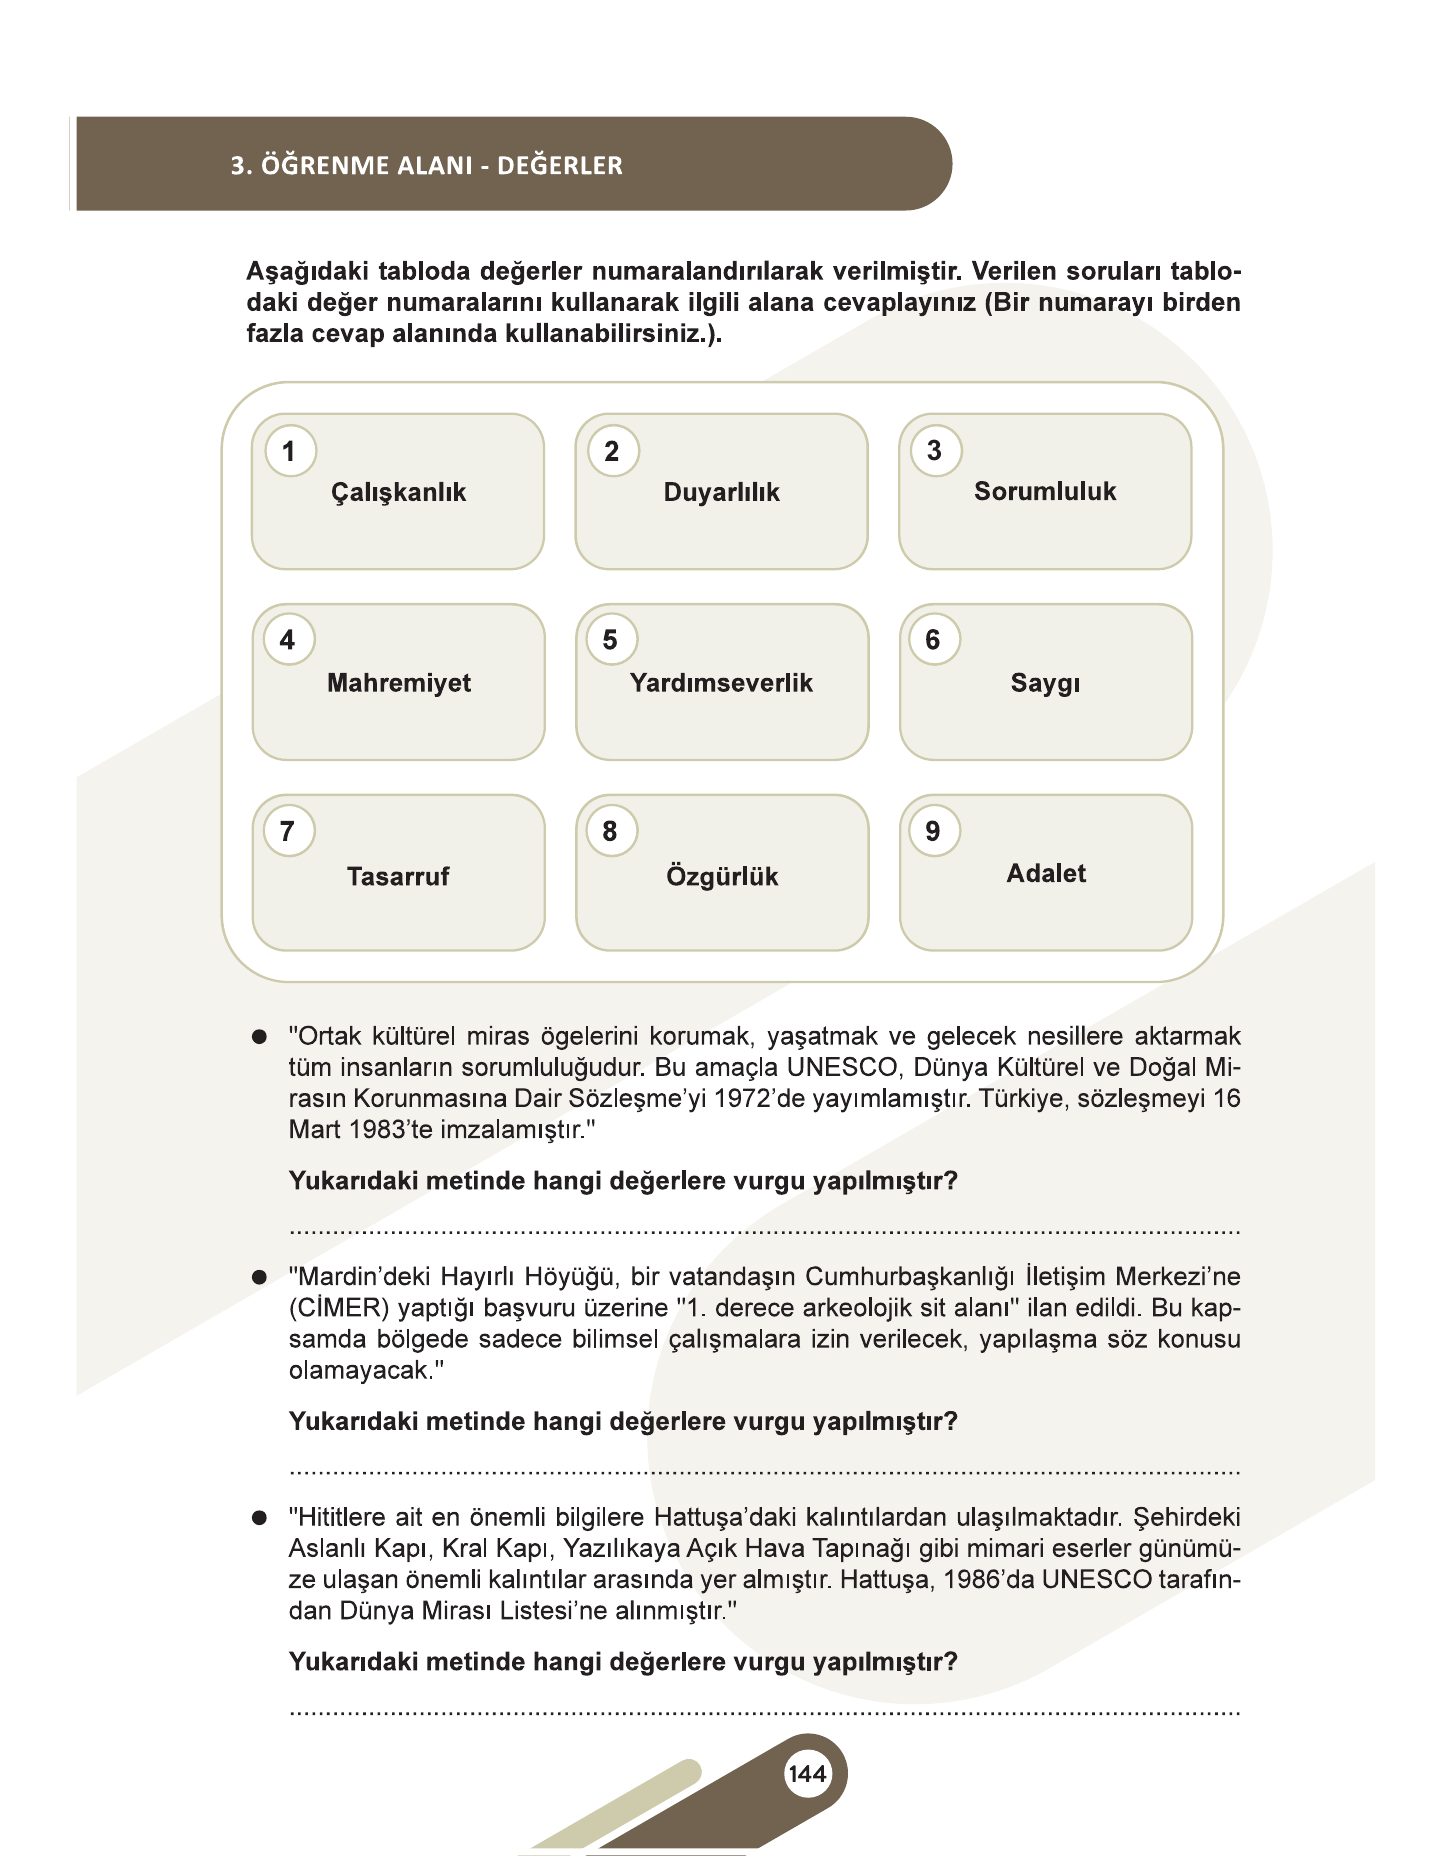 3. ÖĞRENME ALANI - DEĞERLER
Aşağıdaki tabloda değerler numaralandırılarak verilmiştir. Verilen soruları tablo-
daki değer numaralarını kullanarak ilgili alana cevaplayınız (Bir numarayı birden
fazla cevap alanında kullanabilirsiniz.).
1
Çalışkanlık
2
Duyarlılık
3
Sorumluluk
4
Mahremiyet
5
Yardımseverlik
6
Saygı
7
Tasarruf
8
Özgürlük
9
Adalet
● "Ortak kültürel miras ögelerini korumak, yaşatmak ve gelecek nesillere aktarmak
tüm insanların sorumluluğudur. Bu amaçla UNESCO, Dünya Kültürel ve Doğal Mi-
rasın Korunmasına Dair Sözleşme’yi 1972’de yayımlamıştır. Türkiye, sözleşmeyi 16
Mart 1983’te imzalamıştır."
Yukarıdaki metinde hangi değerlere vurgu yapılmıştır?
● "Mardin’deki Hayırlı Höyüğü, bir vatandaşın Cumhurbaşkanlığı İletişim Merkezi’ne
(CİMER) yaptığı başvuru üzerine "1. derece arkeolojik sit alanı" ilan edildi. Bu kap-
samda bölgede sadece bilimsel çalışmalara izin verilecek, yapılaşma söz konusu
olamayacak."
Yukarıdaki metinde hangi değerlere vurgu yapılmıştır?
● "Hititlere ait en önemli bilgilere Hattuşa’daki kalıntılardan ulaşılmaktadır. Şehirdeki
Aslanlı Kapı, Kral Kapı, Yazılıkaya Açık Hava Tapınağı gibi mimari eserler günümü-
ze ulaşan önemli kalıntılar arasında yer almıştır. Hattuşa, 1986’da UNESCO tarafın-
dan Dünya Mirası Listesi’ne alınmıştır."
Yukarıdaki metinde hangi değerlere vurgu yapılmıştır?
144